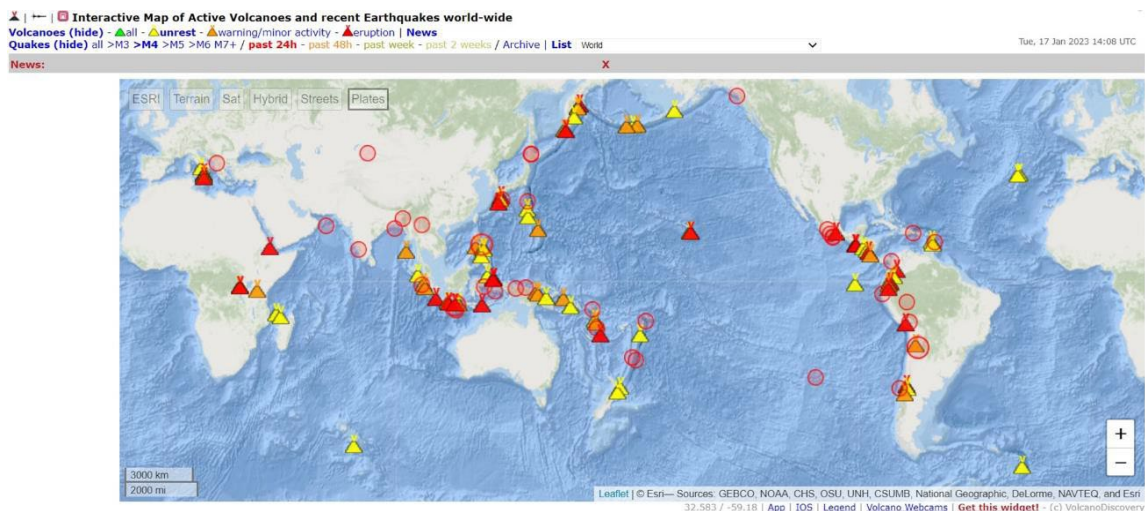 Interactive Map of Active Volcanoes and recent Earthquakes world-wide
Volcanoes (hide) - all - unrest - warning/minor activity - eruption | News
Quakes (hide) all >M3 >M4 >M5 >M6 M7+ / past 24h - past 48h - past week - past 2 weeks / Archive | List World
Tue, 17 Jan 2023 14:08 UTC
News: X
ESRI Terrain Sat Hybrid Streets Plates
+
−
3000 km
2000 mi
Leaflet | © Esri— Sources: GEBCO, NOAA, CHS, OSU, UNH, CSUMB, National Geographic, DeLorme, NAVTEQ, and Esri
32.583 / -59.18 | App | IOS | Legend | Volcano Webcams | Get this widget! - (c) VolcanoDiscovery